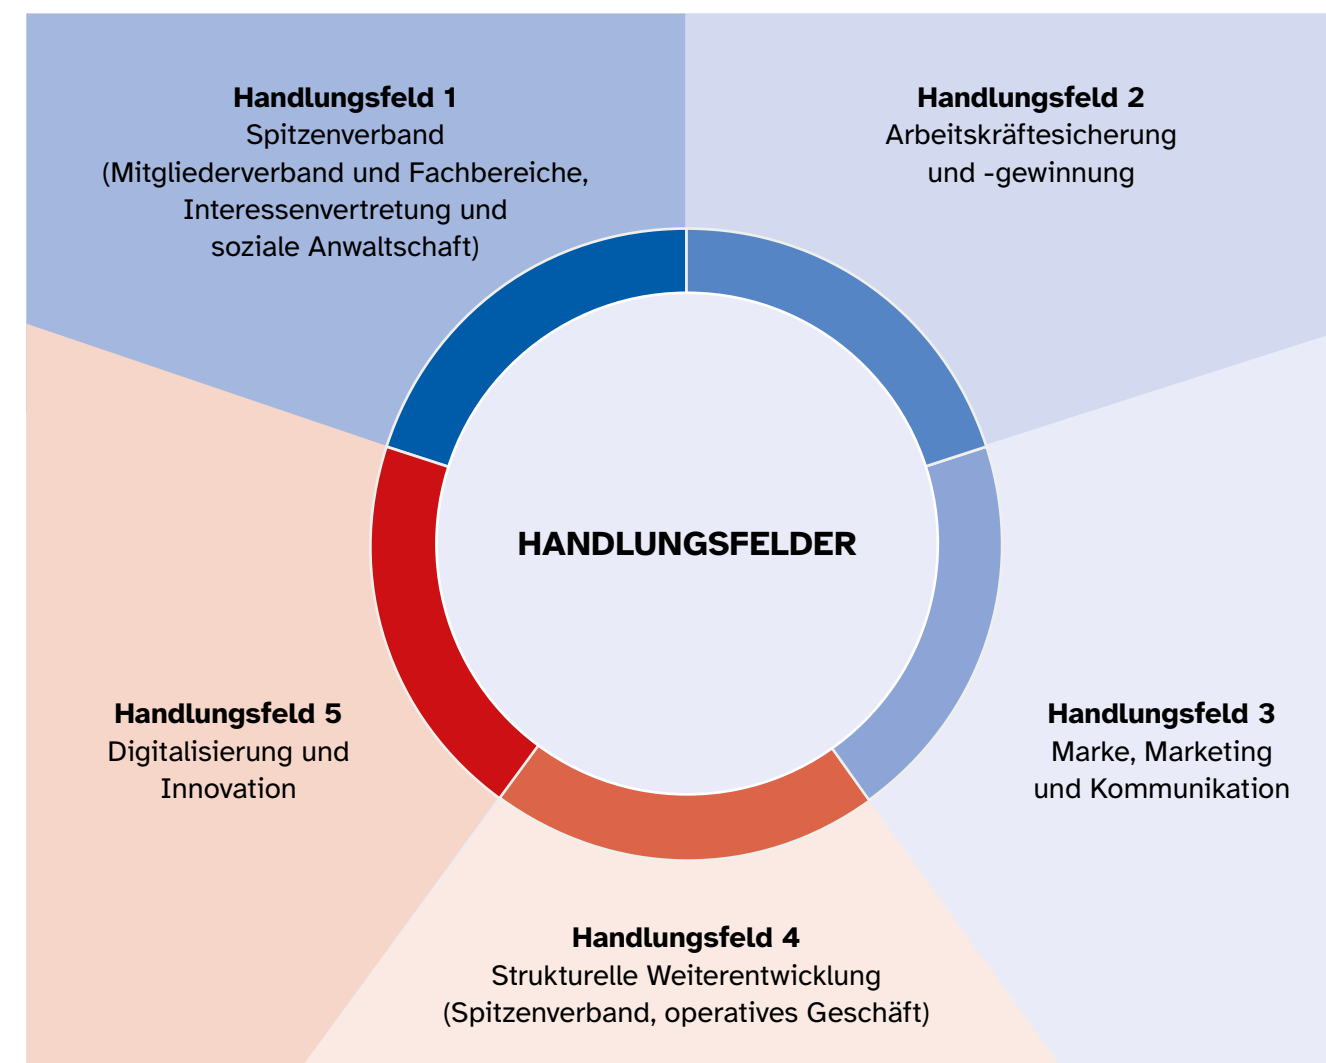 Handlungsfeld 1
Spitzenverband
(Mitgliederverband und Fachbereiche,
Interessenvertretung und
soziale Anwaltschaft)
Handlungsfeld 2
Arbeitskräftesicherung
und -gewinnung
HANDLUNGSFELDER
Handlungsfeld 3
Marke, Marketing
und Kommunikation
Handlungsfeld 4
Strukturelle Weiterentwicklung
(Spitzenverband, operatives Geschäft)
Handlungsfeld 5
Digitalisierung und
Innovation